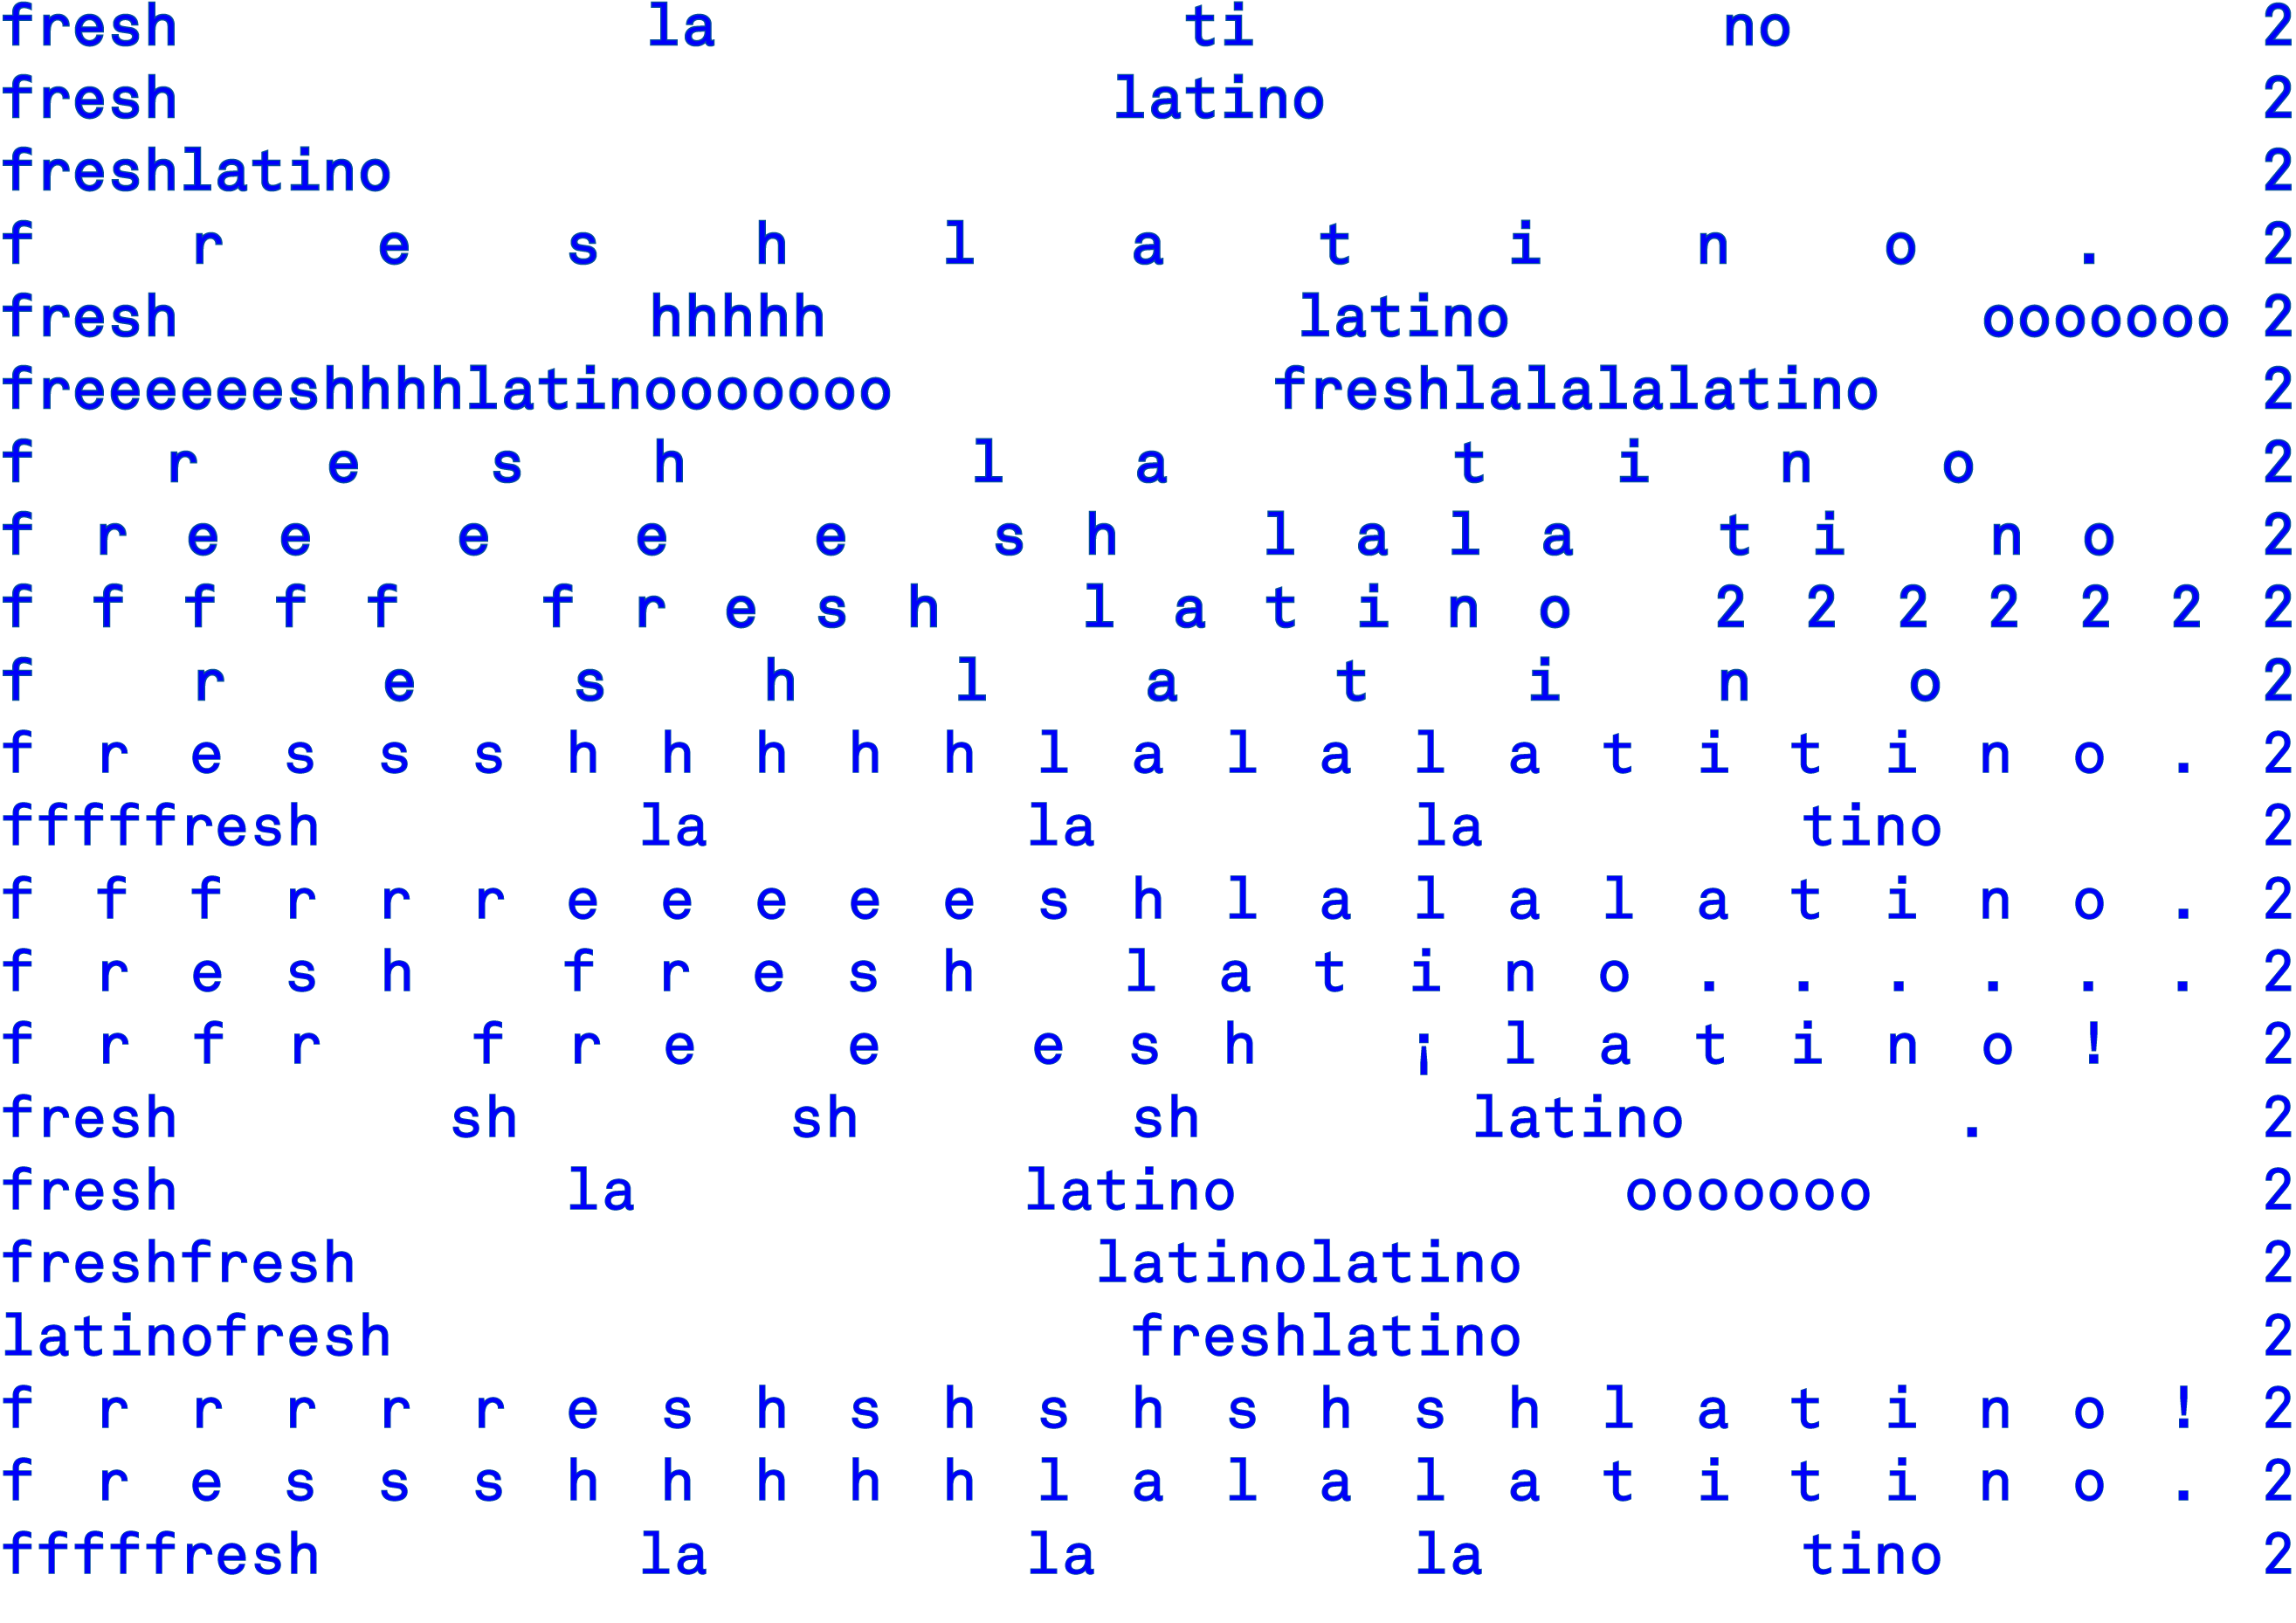 fresh la ti no 2
fresh latino 2
freshlatino 2
f r e s h l a t i n o . 2
fresh hhhhh latino ooooooo 2
freeeeeeshhhhlatinooooooo freshlalalalatino 2
f r e s h l a t i n o 2
f r e e e e e s h l a l a t i n o 2
f f f f f f r e s h l a t i n o 2 2 2 2 2 2 2
f r e s h l a t i n o 2
f r e s s s h h h h h l a l a l a t i t i n o . 2
fffffresh la la la tino 2
f f f r r r e e e e e s h l a l a l a t i n o . 2
f r e s h f r e s h l a t i n o . . . . . . 2
f r f r f r e e e s h ¡ l a t i n o ! 2
fresh sh sh sh latino . 2
fresh la latino ooooooo 2
freshfresh latinolatino 2
latinofresh freshlatino 2
f r r r r r e s h s h s h s h s h l a t i n o ! 2
f r e s s s h h h h h l a l a l a t i t i n o . 2
fffffresh la la la tino 2